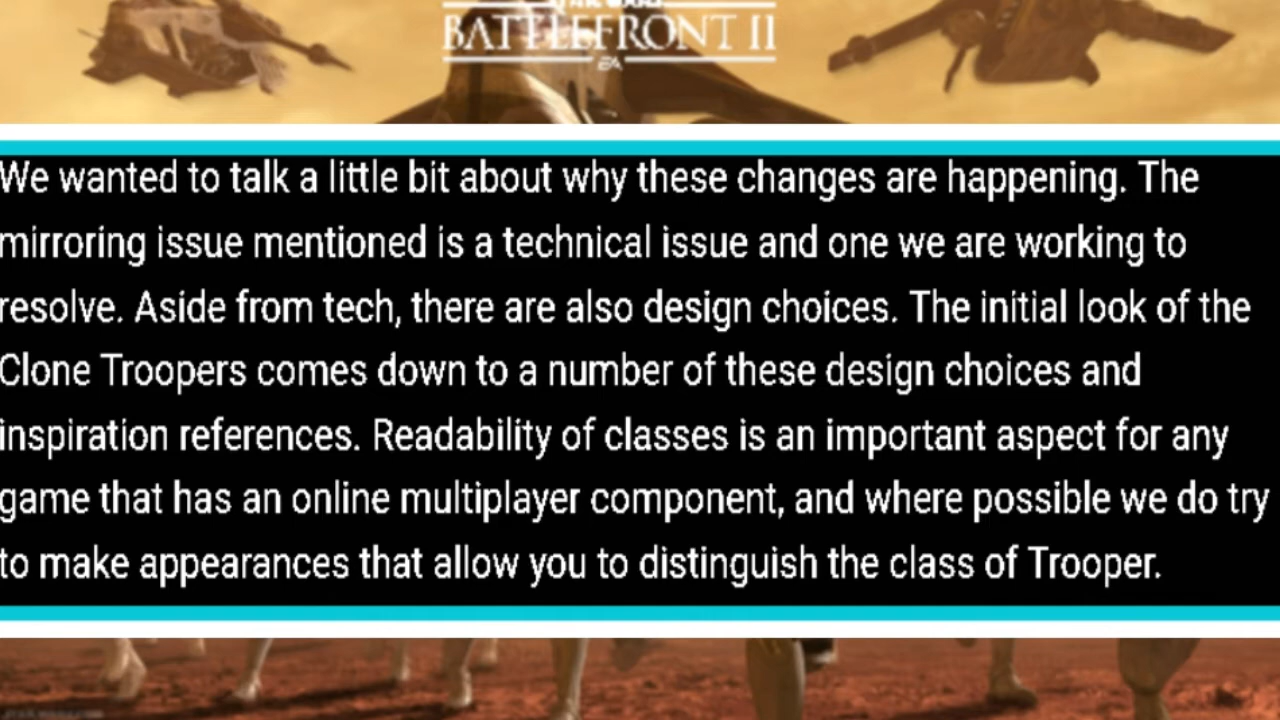 BATTLEFRONT II
EA
We wanted to talk a little bit about why these changes are happening. The
mirroring issue mentioned is a technical issue and one we are working to
resolve. Aside from tech, there are also design choices. The initial look of the
Clone Troopers comes down to a number of these design choices and
inspiration references. Readability of classes is an important aspect for any
game that has an online multiplayer component, and where possible we do try
to make appearances that allow you to distinguish the class of Trooper.